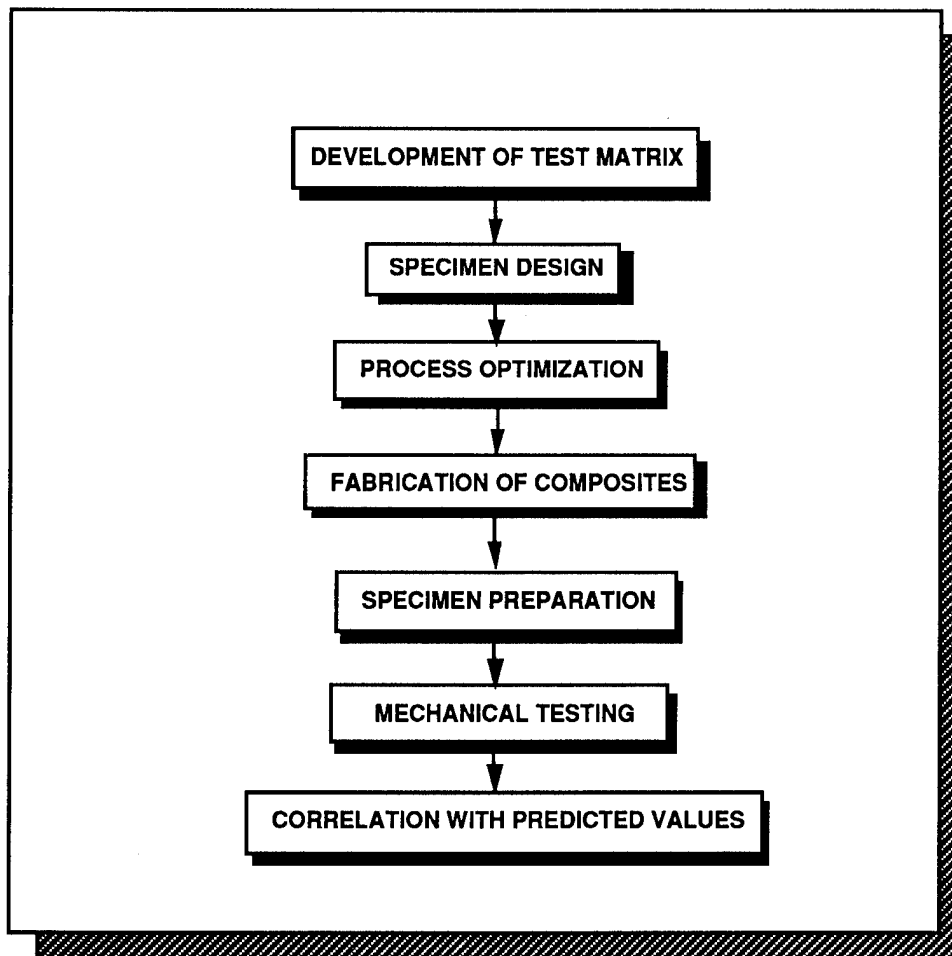 DEVELOPMENT OF TEST MATRIX
SPECIMEN DESIGN
PROCESS OPTIMIZATION
FABRICATION OF COMPOSITES
SPECIMEN PREPARATION
MECHANICAL TESTING
CORRELATION WITH PREDICTED VALUES